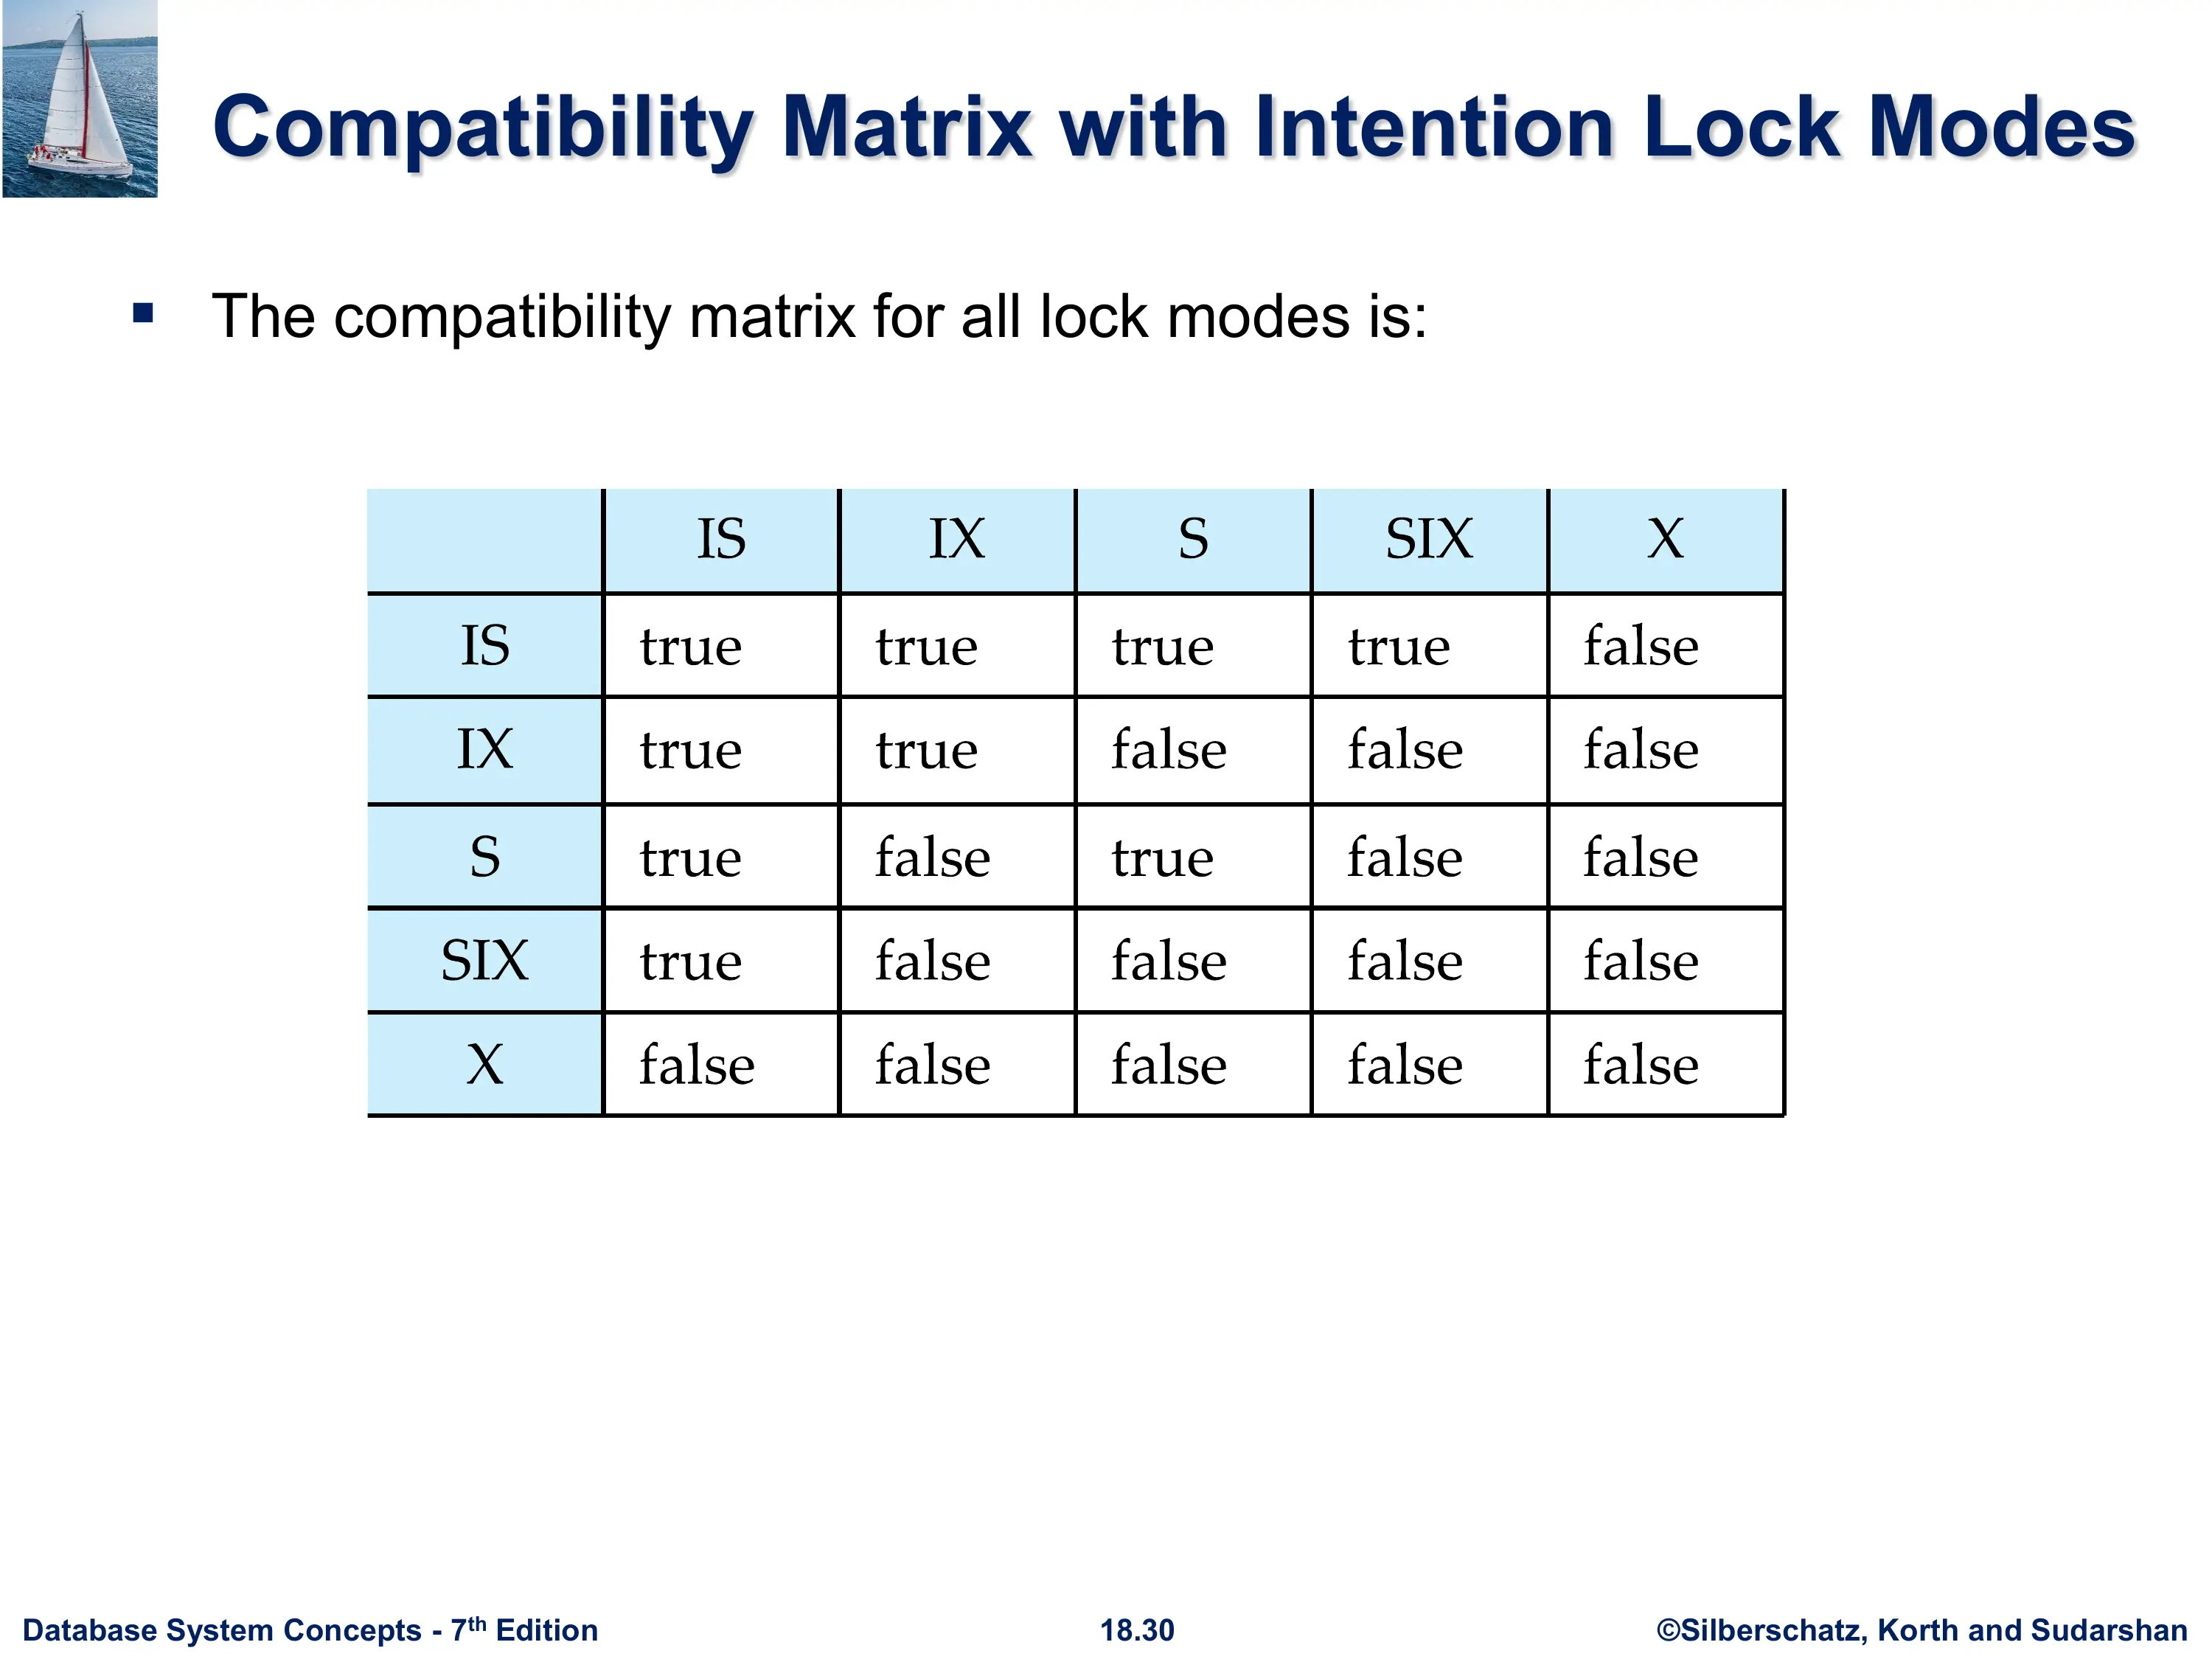 Compatibility Matrix with Intention Lock Modes
▪ The compatibility matrix for all lock modes is:
IS IX S SIX X
IS true true true true false
IX true true false false false
S true false true false false
SIX true false false false false
X false false false false false
Database System Concepts - 7th Edition 18.30 ©Silberschatz, Korth and Sudarshan